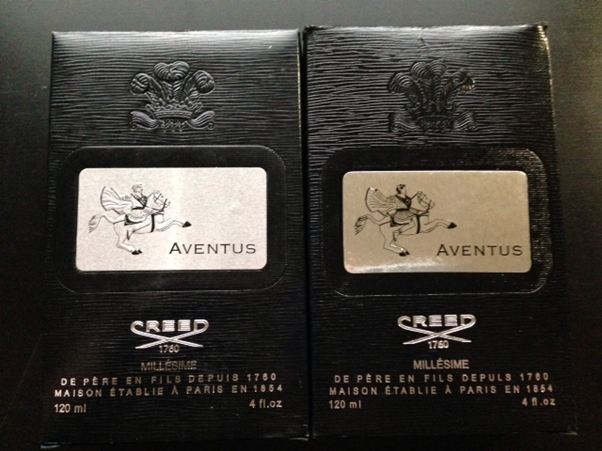 AVENTUS
CREED
1760
MILLÉSIME
DE PÈRE EN FILS DEPUIS 1760
MAISON ÉTABLIE À PARIS EN 1854
120 ml 4 fl.oz
AVENTUS
CREED
1760
MILLÉSIME
DE PÈRE EN FILS DEPULS 1760
MAISON ÉTABLIE À PARIS EN 1854
120 ml 4 fl.oz